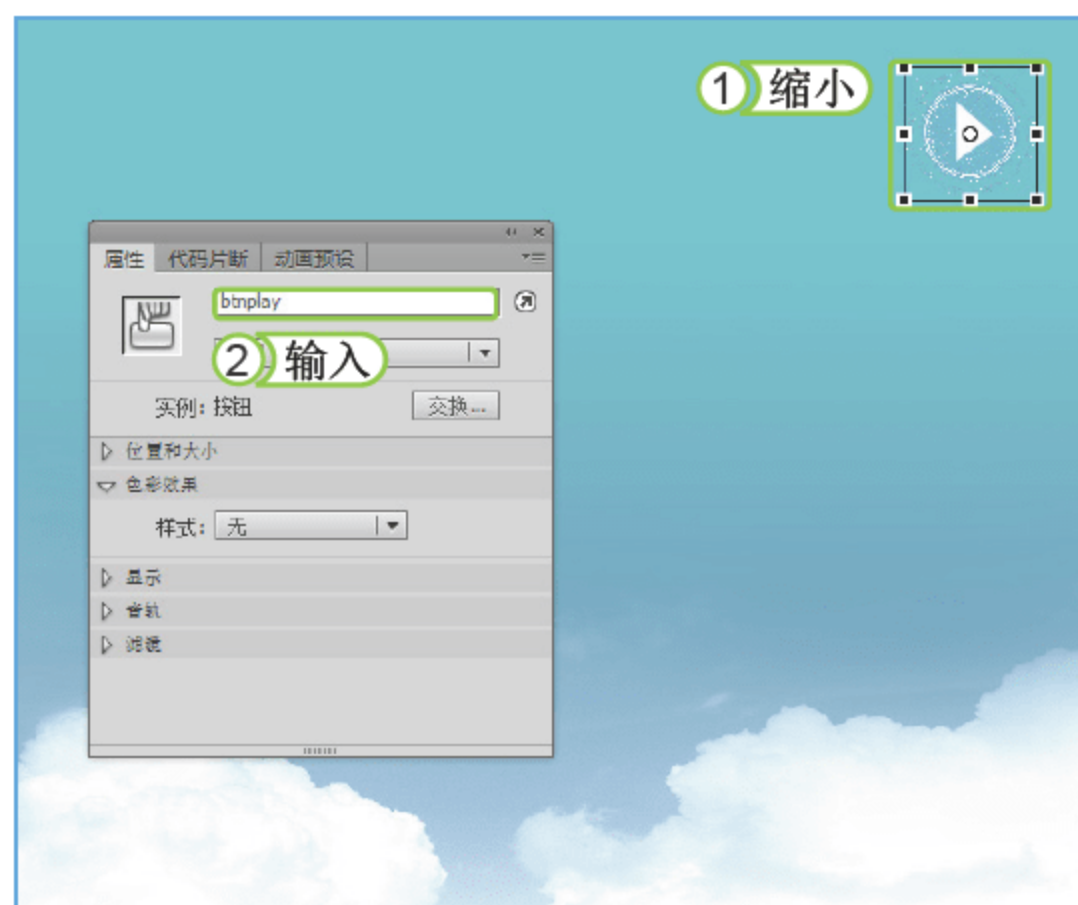 1 缩小
属性 代码片断 动画预设
btnplay
2 输入
实例: 按钮 交换...
位置和大小
色彩效果
样式: 无
显示
音轨
滤镜